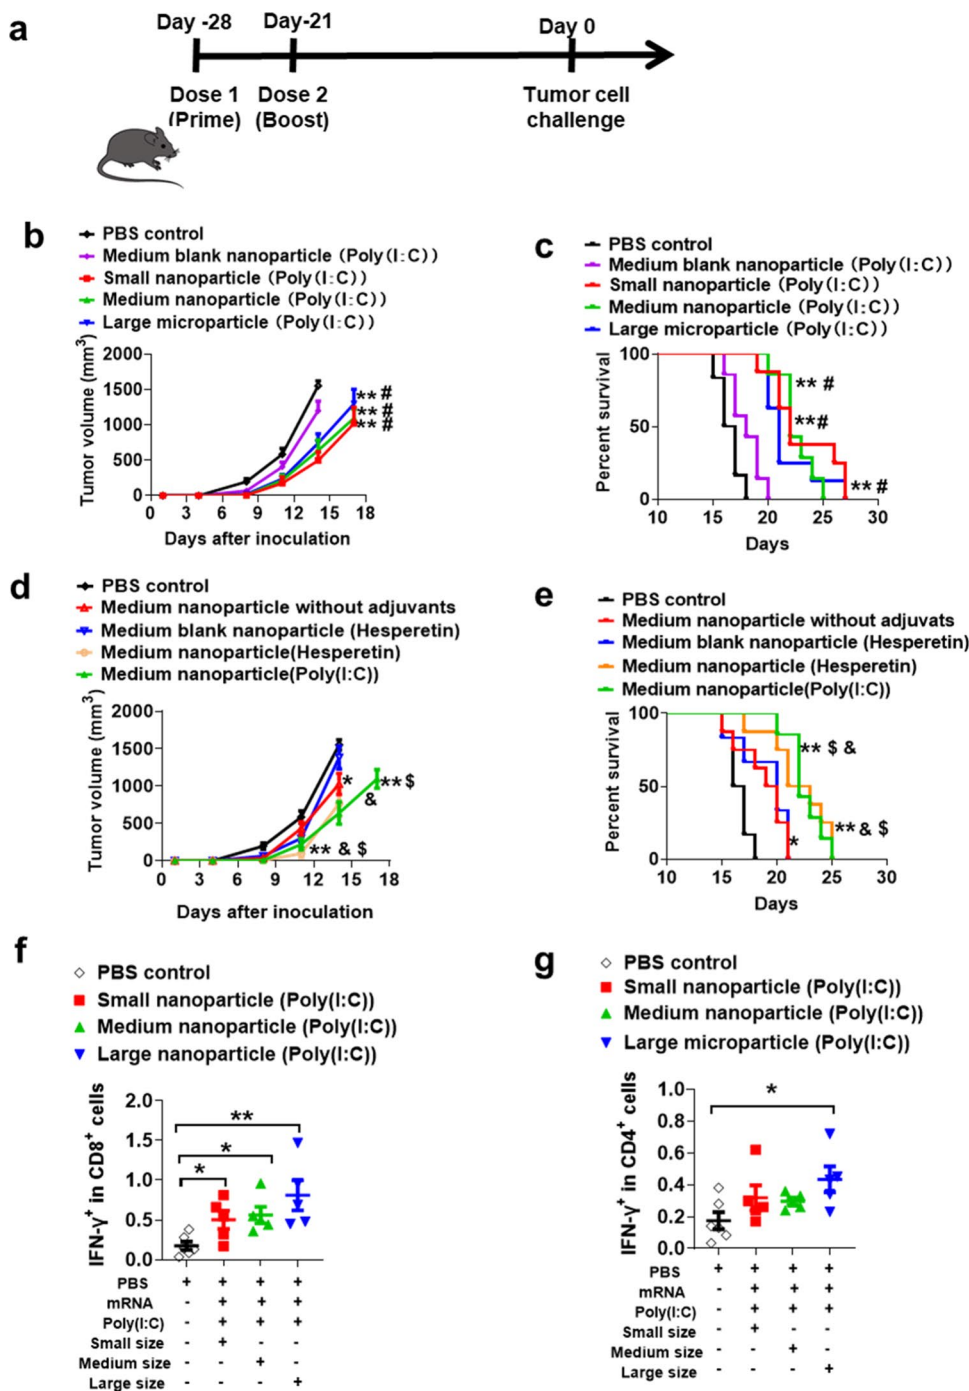 a
Day -28
Day-21
Day 0
Dose 1
(Prime)
Dose 2
(Boost)
Tumor cell
challenge
b
PBS control
Medium blank nanoparticle (Poly(I:C))
Small nanoparticle (Poly(I:C))
Medium nanoparticle (Poly(I:C))
Large microparticle (Poly(I:C))
Tumor volume (mm³)
2000
1500
1000
500
0
** #
** #
** #
0 3 6 9 12 15 18
Days after inoculation
c
PBS control
Medium blank nanoparticle (Poly(I:C))
Small nanoparticle (Poly(I:C))
Medium nanoparticle (Poly(I:C))
Large microparticle (Poly(I:C))
Percent survival
100
50
0
** #
**#
** #
10 15 20 25 30
Days
d
PBS control
Medium nanoparticle without adjuvants
Medium blank nanoparticle (Hesperetin)
Medium nanoparticle(Hesperetin)
Medium nanoparticle(Poly(I:C))
Tumor volume (mm³)
2000
1500
1000
500
0
*
** $
&
** & $
0 3 6 9 12 15 18
Days after inoculation
e
PBS control
Medium nanoparticle without adjuvats
Medium blank nanoparticle (Hesperetin)
Medium nanoparticle (Hesperetin)
Medium nanoparticle(Poly(I:C))
Percent survival
100
50
0
** $ &
** & $
*
10 15 20 25 30
Days
f
PBS control
Small nanoparticle (Poly(I:C))
Medium nanoparticle (Poly(I:C))
Large nanoparticle (Poly(I:C))
IFN-γ⁺ in CD8⁺ cells
2.0
1.5
1.0
0.5
0.0
**
*
*
PBS + + + +
mRNA - + + +
Poly(I:C) - + + +
Small size - + - -
Medium size - - + -
Large size - - - +
g
PBS control
Small nanoparticle (Poly(I:C))
Medium nanoparticle (Poly(I:C))
Large microparticle (Poly(I:C))
IFN-γ⁺ in CD4⁺ cells
1.0
0.8
0.6
0.4
0.2
0.0
*
PBS + + + +
mRNA - + + +
Poly(I:C) - + + +
Small size - + - -
Medium size - - + -
Large size - - - +